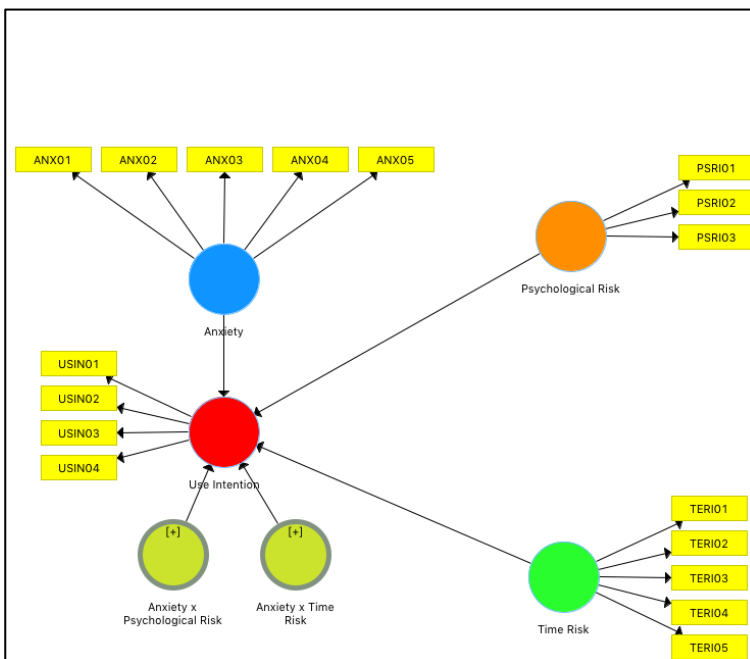 ANX01
ANX02
ANX03
ANX04
ANX05
PSRI01
PSRI02
PSRI03
Psychological Risk
Anxiety
USIN01
USIN02
USIN03
USIN04
Use Intention
[+]
[+]
Anxiety x
Psychological Risk
Anxiety x Time
Risk
TERI01
TERI02
TERI03
TERI04
TERI05
Time Risk